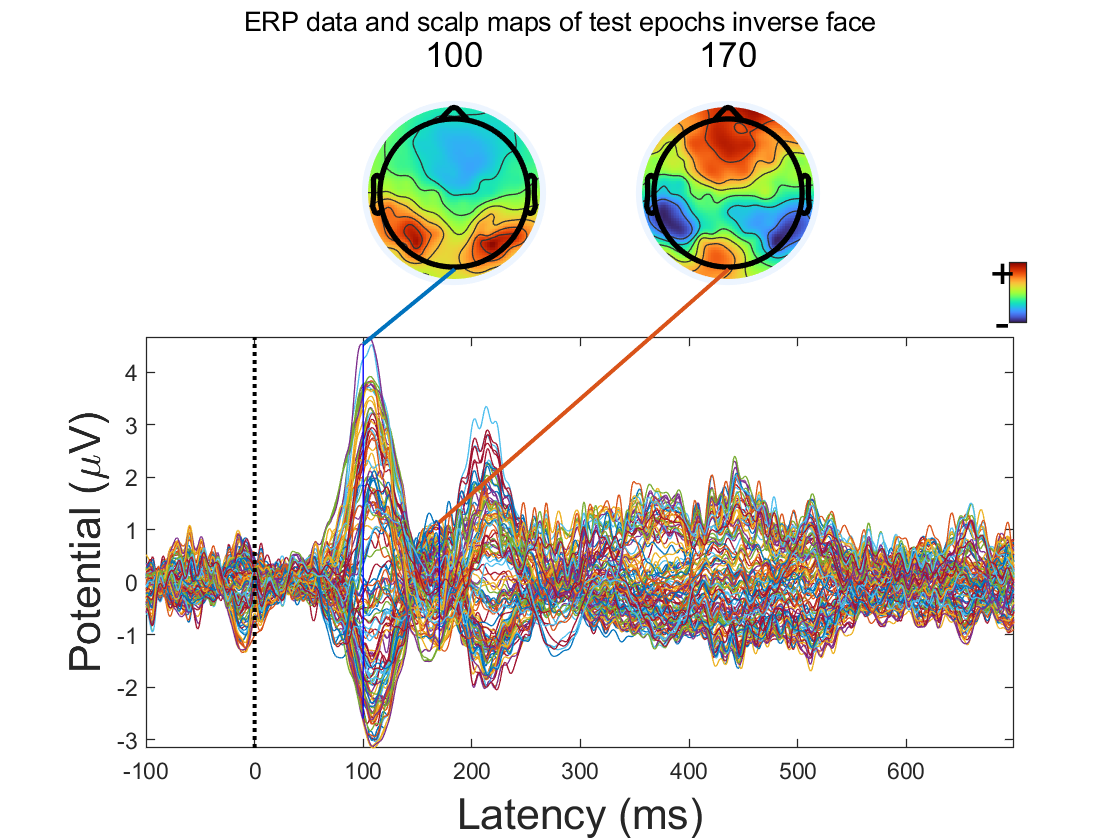 ERP data and scalp maps of test epochs inverse face
100 170
+
-
4
3
2
1
0
-1
-2
-3
Potential (μV)
-100 0 100 200 300 400 500 600
Latency (ms)